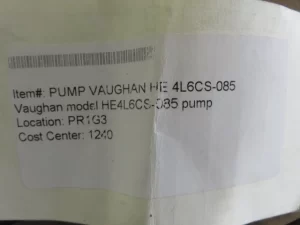 Item#: PUMP VAUGHAN HE 4L6CS-085
Vaughan model HE4L6CS-085 pump
Location: PR1G3
Cost Center: 1240